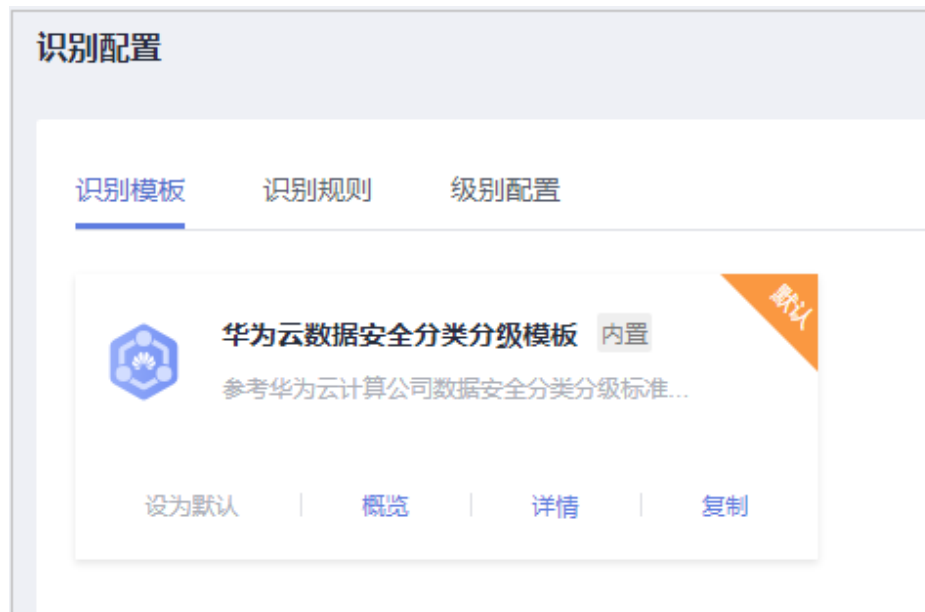 识别配置
识别模板 识别规则 级别配置
默认
华为云数据安全分类分级模板 内置
参考华为云计算公司数据安全分类分级标准...
设为默认 概览 详情 复制